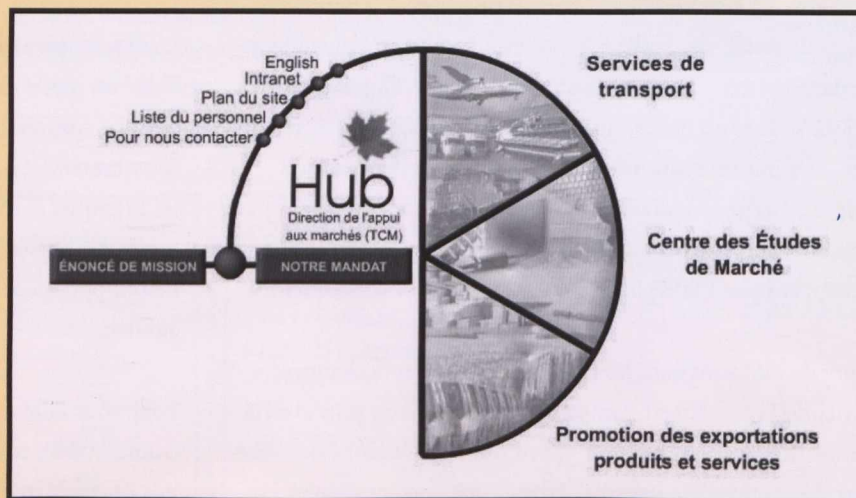 English
Intranet
Plan du site
Liste du personnel
Pour nous contacter
Hub
Direction de l'appui
aux marchés (TCM)
ÉNONCÉ DE MISSION
NOTRE MANDAT
Services de
transport
Centre des Études
de Marché
Promotion des exportations
produits et services